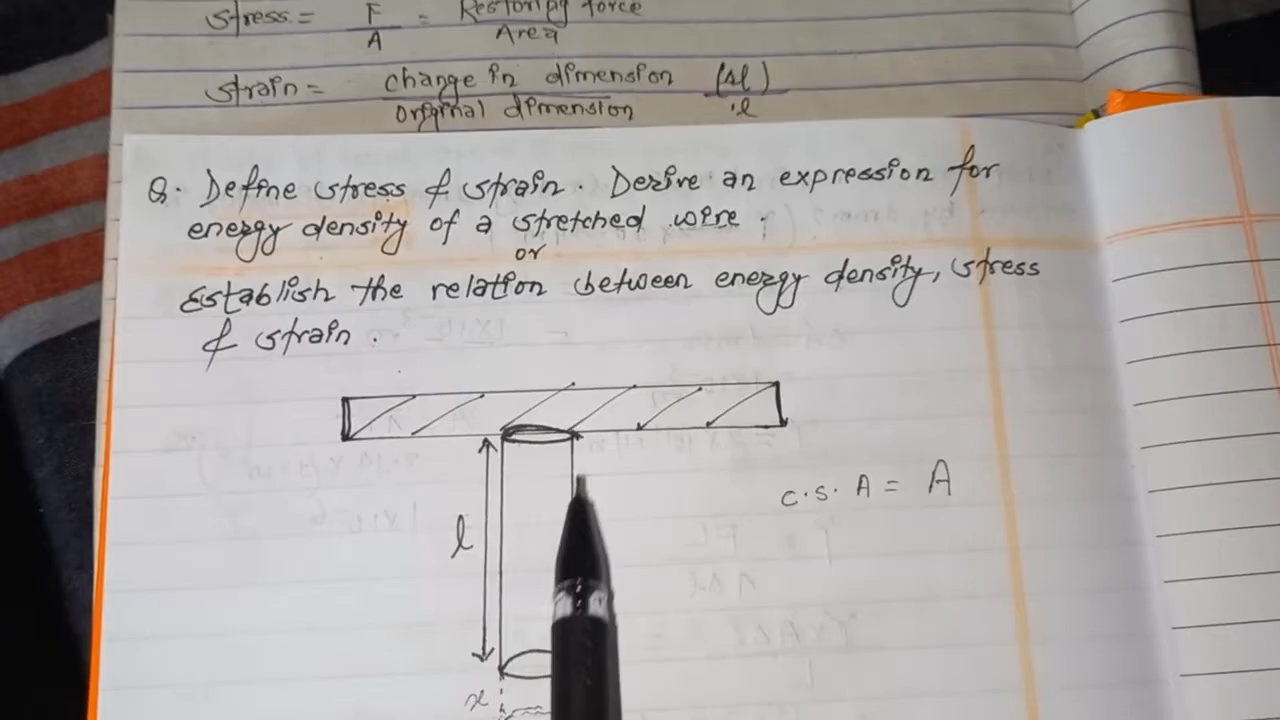 stress = F/A = Restoring force/Area
strain = change in dimension/original dimension (Δl)/l
Q. Define stress & strain. Derive an expression for
energy density of a stretched wire.
or
Establish the relation between energy density, stress
& strain.
C.S. A = A
l
x